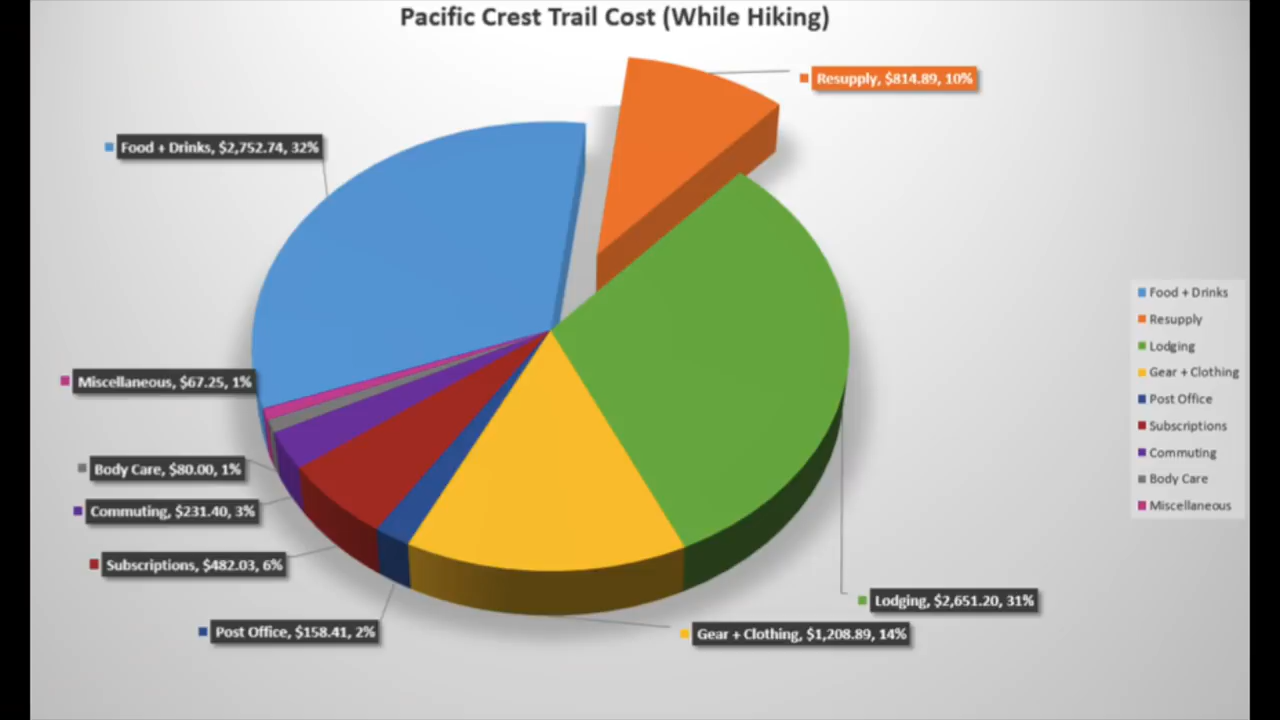 Pacific Crest Trail Cost (While Hiking)
Resupply, $814.89, 10%
Food + Drinks, $2,752.74, 32%
Miscellaneous, $67.25, 1%
Body Care, $80.00, 1%
Commuting, $231.40, 3%
Subscriptions, $482.03, 6%
Post Office, $158.41, 2%
Gear + Clothing, $1,208.89, 14%
Lodging, $2,651.20, 31%
Food + Drinks
Resupply
Lodging
Gear + Clothing
Post Office
Subscriptions
Commuting
Body Care
Miscellaneous